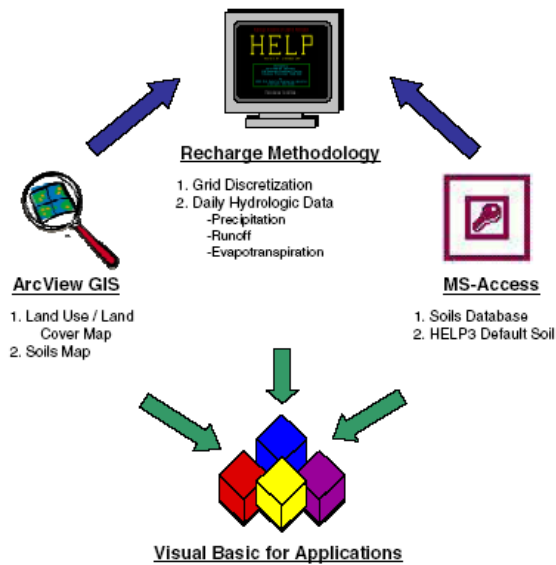 HELP
Recharge Methodology
1. Grid Discretization
2. Daily Hydrologic Data
-Precipitation
-Runoff
-Evapotranspiration
ArcView GIS
1. Land Use / Land
Cover Map
2. Soils Map
MS-Access
1. Soils Database
2. HELP3 Default Soil
Visual Basic for Applications